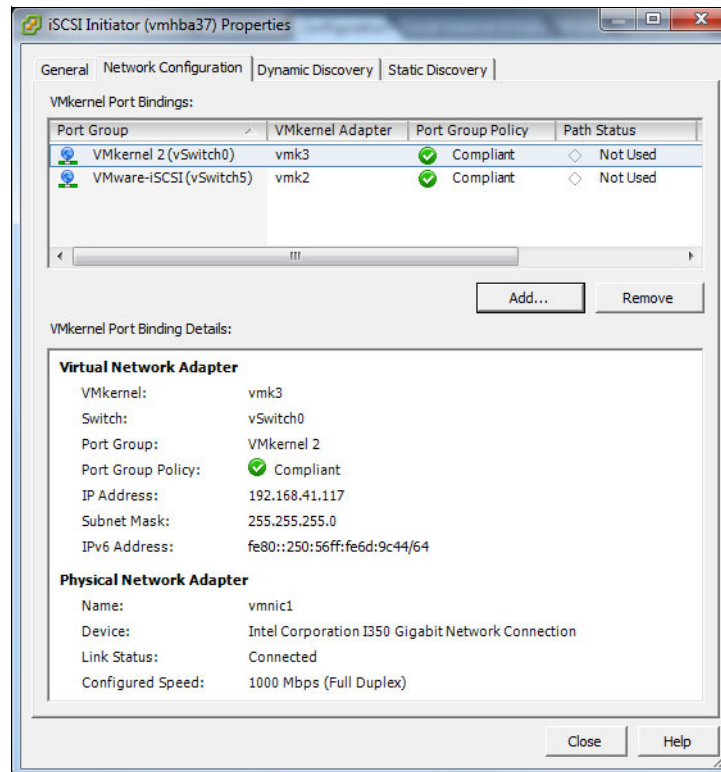 iSCSI Initiator (vmhba37) Properties
General Network Configuration Dynamic Discovery Static Discovery
VMkernel Port Bindings:
Port Group VMkernel Adapter Port Group Policy Path Status
VMkernel 2 (vSwitch0) vmk3 Compliant Not Used
VMware-iSCSI (vSwitch5) vmk2 Compliant Not Used
Add... Remove
VMkernel Port Binding Details:
Virtual Network Adapter
VMkernel: vmk3
Switch: vSwitch0
Port Group: VMkernel 2
Port Group Policy: Compliant
IP Address: 192.168.41.117
Subnet Mask: 255.255.255.0
IPv6 Address: fe80::250:56ff:fe6d:9c44/64
Physical Network Adapter
Name: vmnic1
Device: Intel Corporation I350 Gigabit Network Connection
Link Status: Connected
Configured Speed: 1000 Mbps (Full Duplex)
Close Help